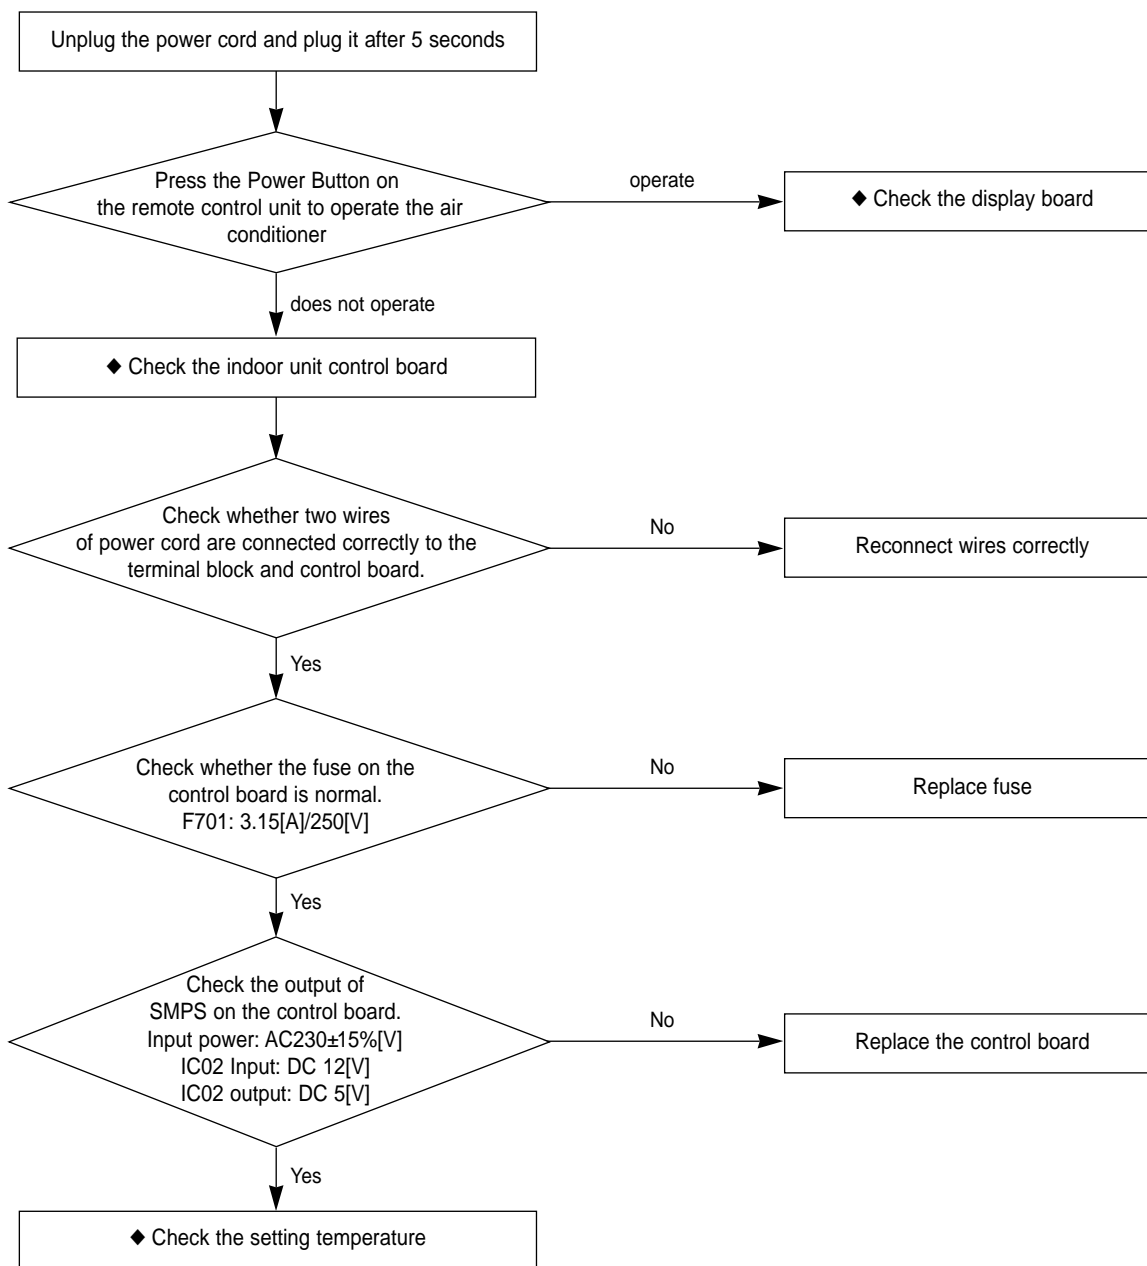 Unplug the power cord and plug it after 5 seconds
Press the Power Button on
the remote control unit to operate the air
conditioner
operate
◆ Check the display board
does not operate
◆ Check the indoor unit control board
Check whether two wires
of power cord are connected correctly to the
terminal block and control board.
No
Reconnect wires correctly
Yes
Check whether the fuse on the
control board is normal.
F701: 3.15[A]/250[V]
No
Replace fuse
Yes
Check the output of
SMPS on the control board.
Input power: AC230±15%[V]
IC02 Input: DC 12[V]
IC02 output: DC 5[V]
No
Replace the control board
Yes
◆ Check the setting temperature